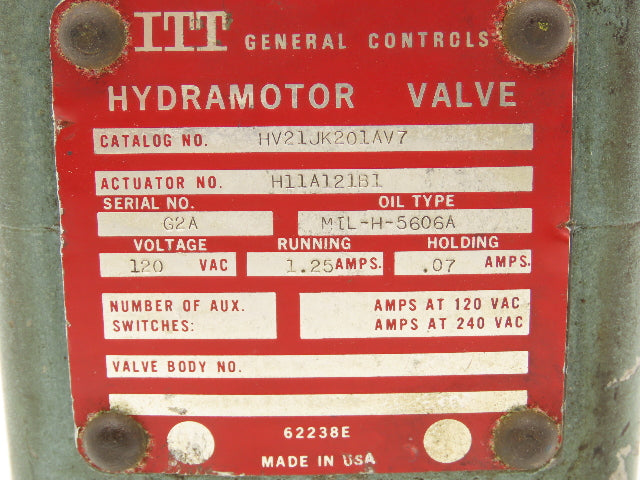 ITT GENERAL CONTROLS
HYDRAMOTOR VALVE
CATALOG NO. HV21JK201AV7
ACTUATOR NO. H11A121B1
SERIAL NO. OIL TYPE
G2A MIL-H-5606A
VOLTAGE RUNNING HOLDING
120 VAC 1.25 AMPS. .07 AMPS.
NUMBER OF AUX. AMPS AT 120 VAC
SWITCHES: AMPS AT 240 VAC
VALVE BODY NO.
62238E
MADE IN USA